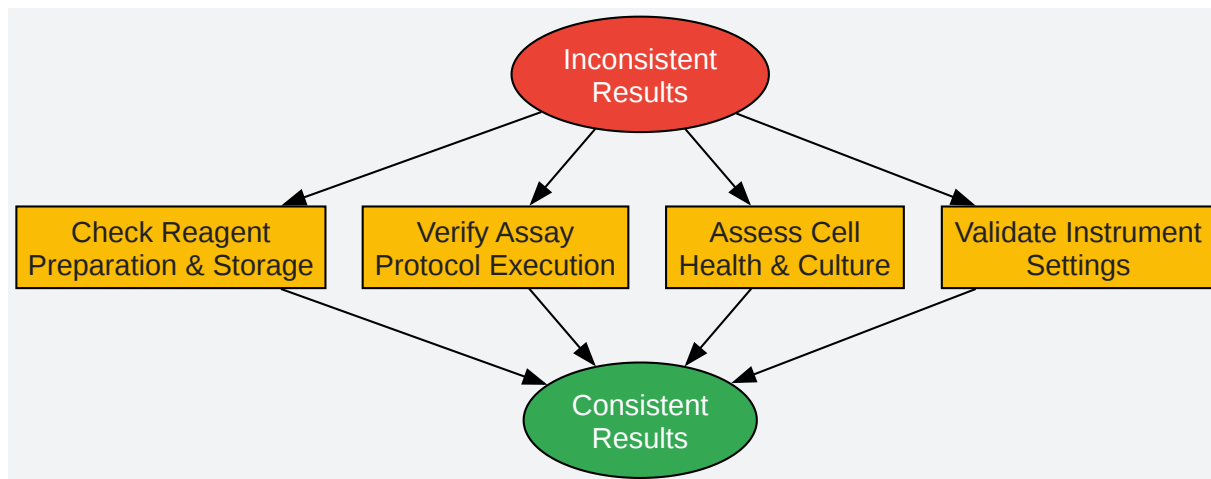 Inconsistent
Results
Check Reagent
Preparation & Storage
Verify Assay
Protocol Execution
Assess Cell
Health & Culture
Validate Instrument
Settings
Consistent
Results